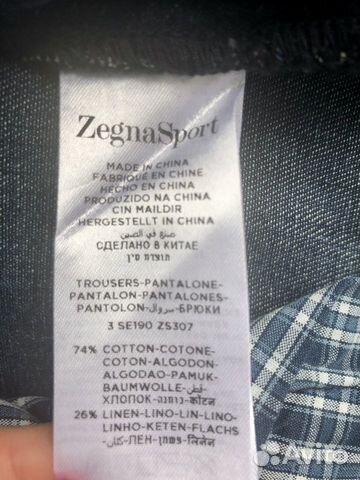 ZegnaSport
MADE IN CHINA
FABRIQUÉ EN CHINE
HECHO EN CHINA
PRODUZIDO NA CHINA
CIN MAILDIR
HERGESTELLT IN CHINA
صنع في الصين
СДЕЛАНО В КИТАЕ
תוצרת סין
TROUSERS-PANTALONE-
PANTALON-PANTALONES-
PANTOLON-سروال-БРЮКИ
3 SE190 ZS307
74% COTTON-COTONE-
COTON-ALGODON-
ALGODAO-PAMUK-
BAUMWOLLE-قطن-
ХЛОПОК-כותנה-कॉटन
26% LINEN-LINO-LIN-LINO-
LINHO-KETEN-FLACHS
-كتان-ЛЕН-פשתן-लिनेन
Avito